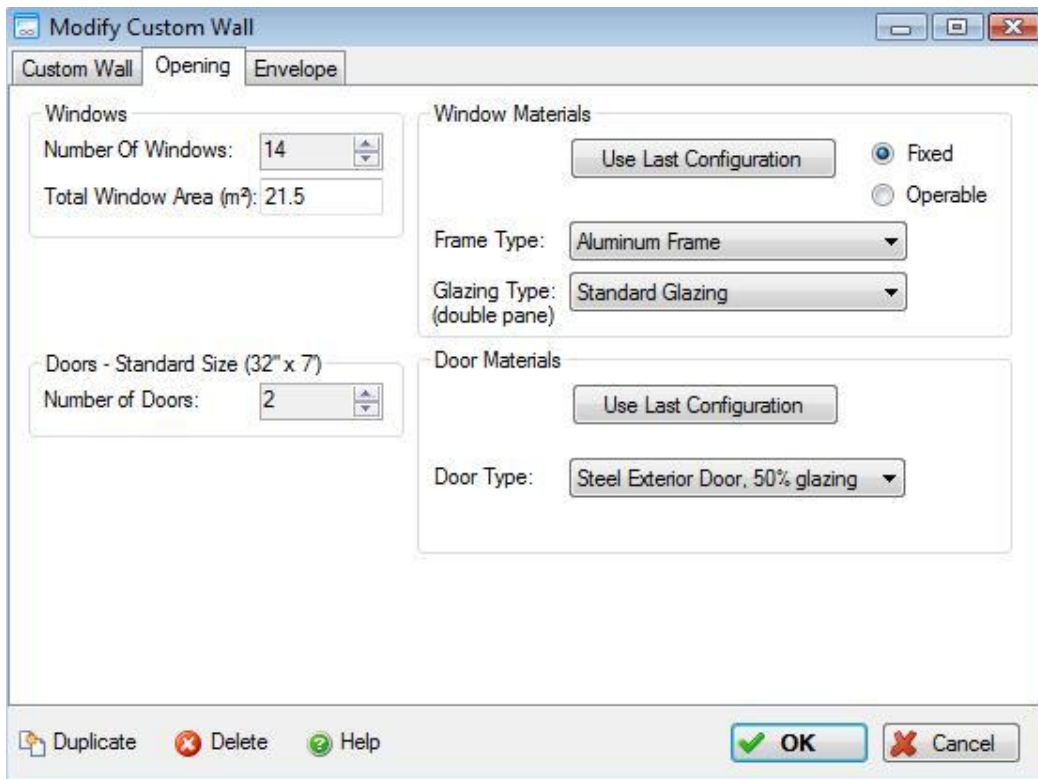 Modify Custom Wall
Custom Wall Opening Envelope
Windows
Number Of Windows: 14
Total Window Area (m²): 21.5
Window Materials
Use Last Configuration
Fixed
Operable
Frame Type: Aluminum Frame
Glazing Type: Standard Glazing
(double pane)
Doors - Standard Size (32" x 7')
Number of Doors: 2
Door Materials
Use Last Configuration
Door Type: Steel Exterior Door, 50% glazing
Duplicate Delete Help OK Cancel